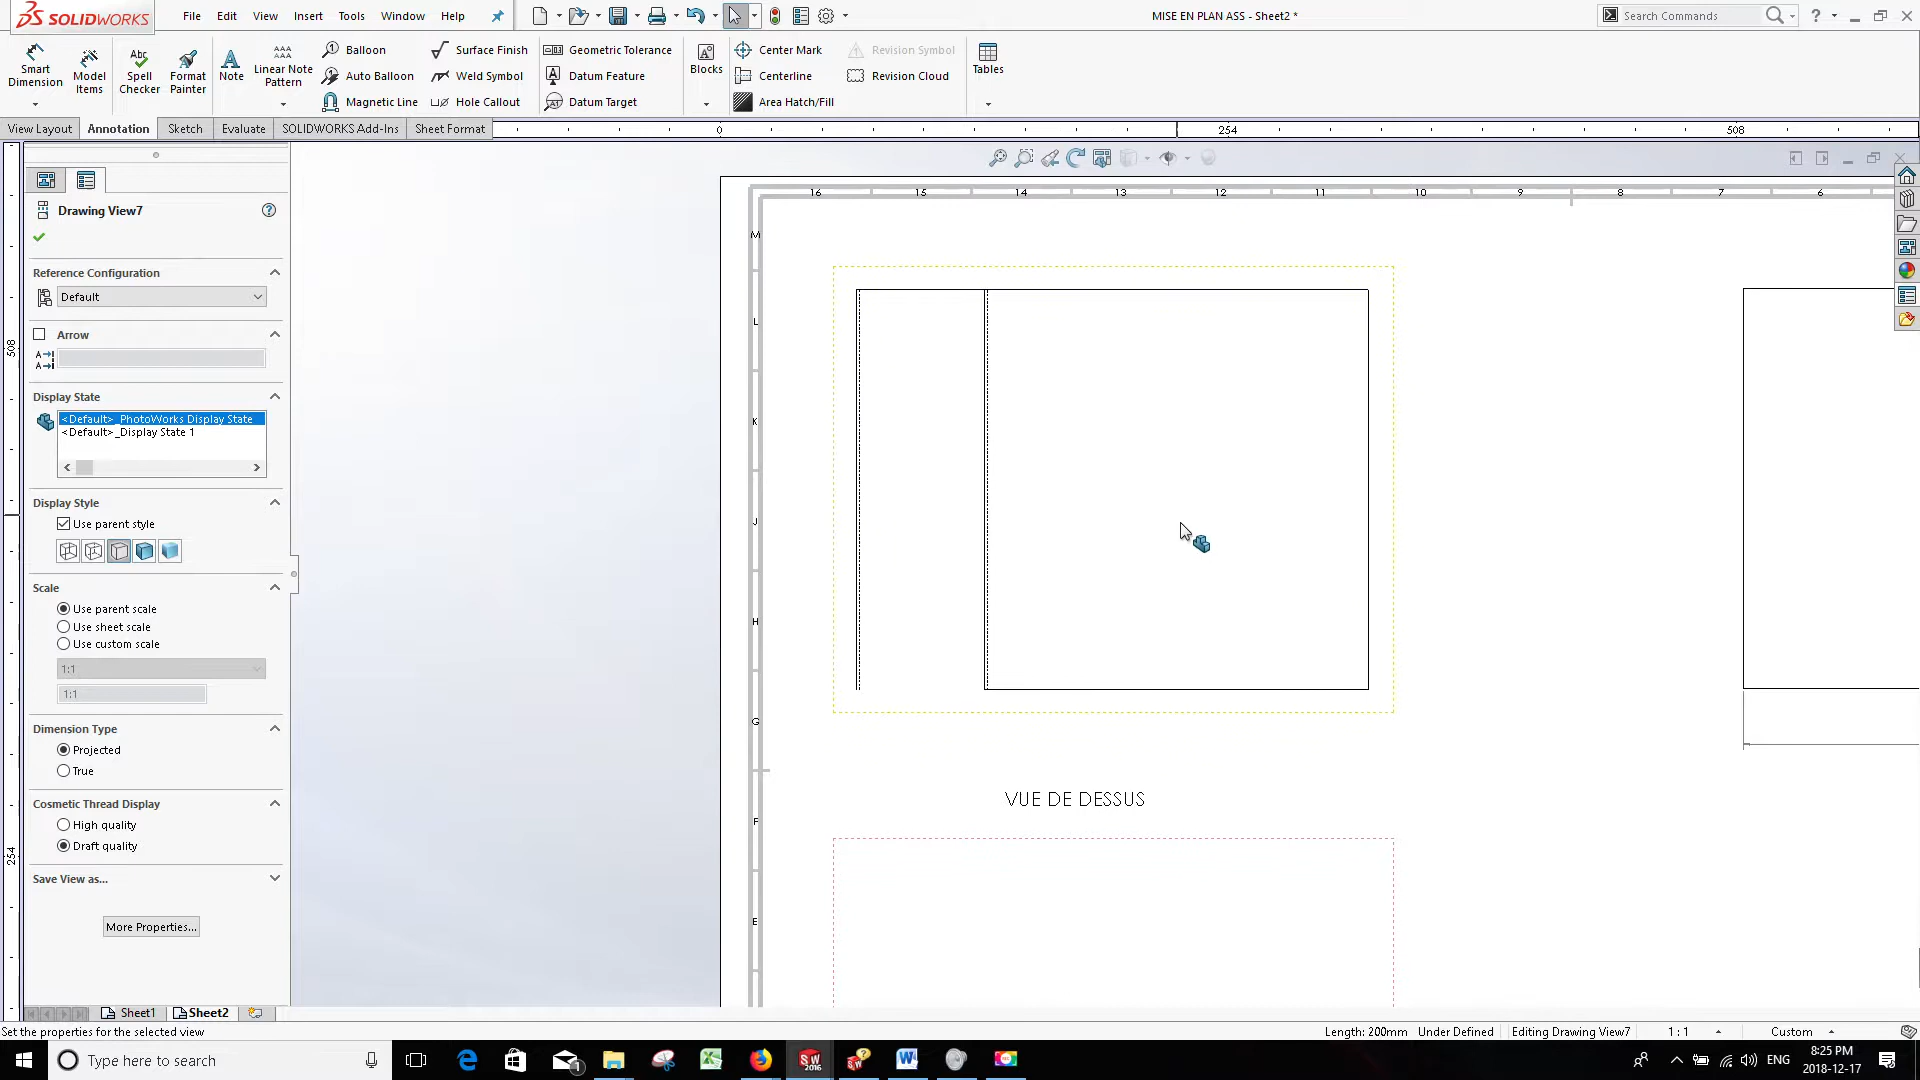 SOLIDWORKS
File Edit View Insert Tools Window Help
MISE EN PLAN ASS - Sheet2 *
Search Commands
Smart Dimension
Model Items
Spell Checker
Format Painter
Note
Linear Note Pattern
Balloon
Auto Balloon
Magnetic Line
Surface Finish
Weld Symbol
Hole Callout
Geometric Tolerance
Datum Feature
Datum Target
Blocks
Center Mark
Centerline
Area Hatch/Fill
Revision Symbol
Revision Cloud
Tables
View Layout Annotation Sketch Evaluate SOLIDWORKS Add-Ins Sheet Format
0 254 508
16 15 14 13 12 11 10 9 8 7 6
Drawing View7
Reference Configuration
Default
Arrow
Display State
<Default>_PhotoWorks Display State
<Default>_Display State 1
Display Style
Use parent style
Scale
Use parent scale
Use sheet scale
Use custom scale
1:1
1:1
Dimension Type
Projected
True
Cosmetic Thread Display
High quality
Draft quality
Save View as...
More Properties...
508
254
M
L
K
J
H
G
F
E
VUE DE DESSUS
Sheet1 Sheet2
Set the properties for the selected view
Length: 200mm Under Defined Editing Drawing View7 1 : 1 Custom
Type here to search
ENG
8:25 PM
2018-12-17